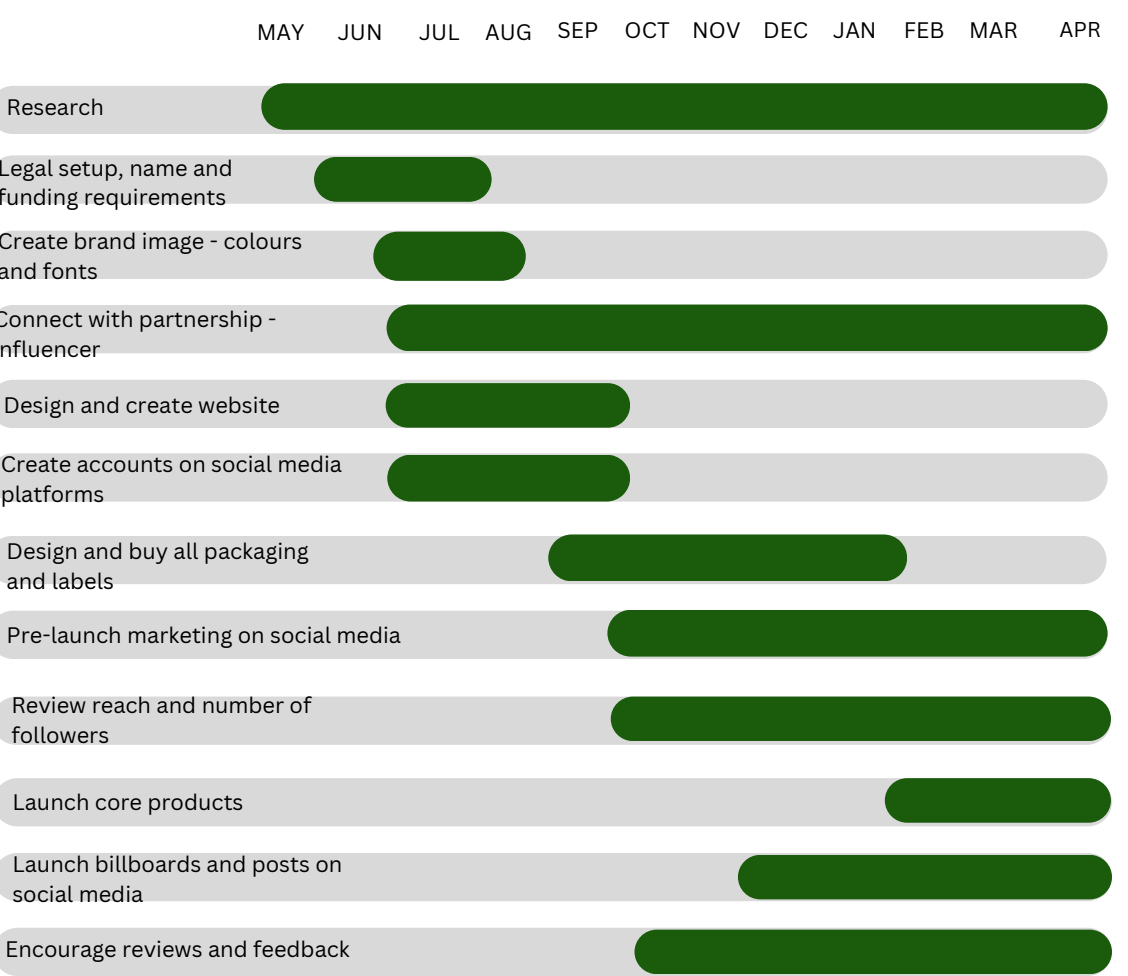 MAY JUN JUL AUG SEP OCT NOV DEC JAN FEB MAR APR
Research
Legal setup, name and
funding requirements
Create brand image - colours
and fonts
Connect with partnership -
nfluencer
Design and create website
Create accounts on social media
platforms
Design and buy all packaging
and labels
Pre-launch marketing on social media
Review reach and number of
followers
Launch core products
Launch billboards and posts on
social media
Encourage reviews and feedback